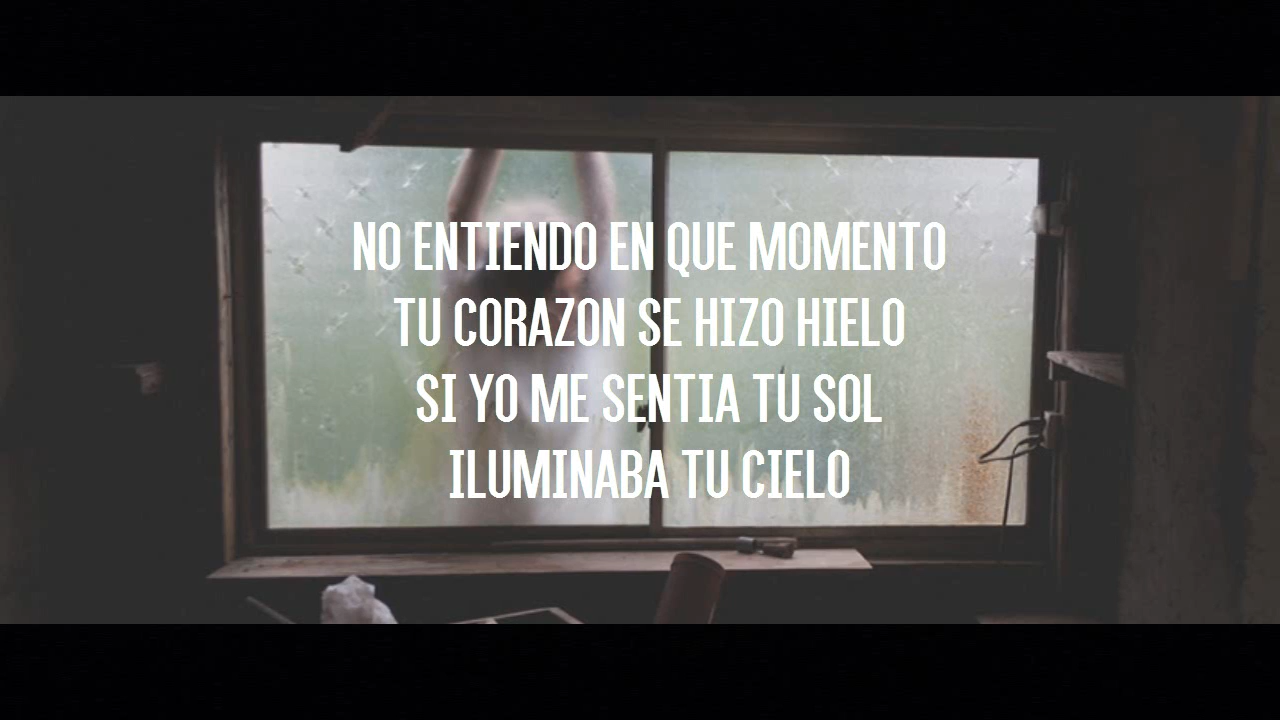 NO ENTIENDO EN QUE MOMENTO
TU CORAZON SE HIZO HIELO
SI YO ME SENTIA TU SOL
ILUMINABA TU CIELO